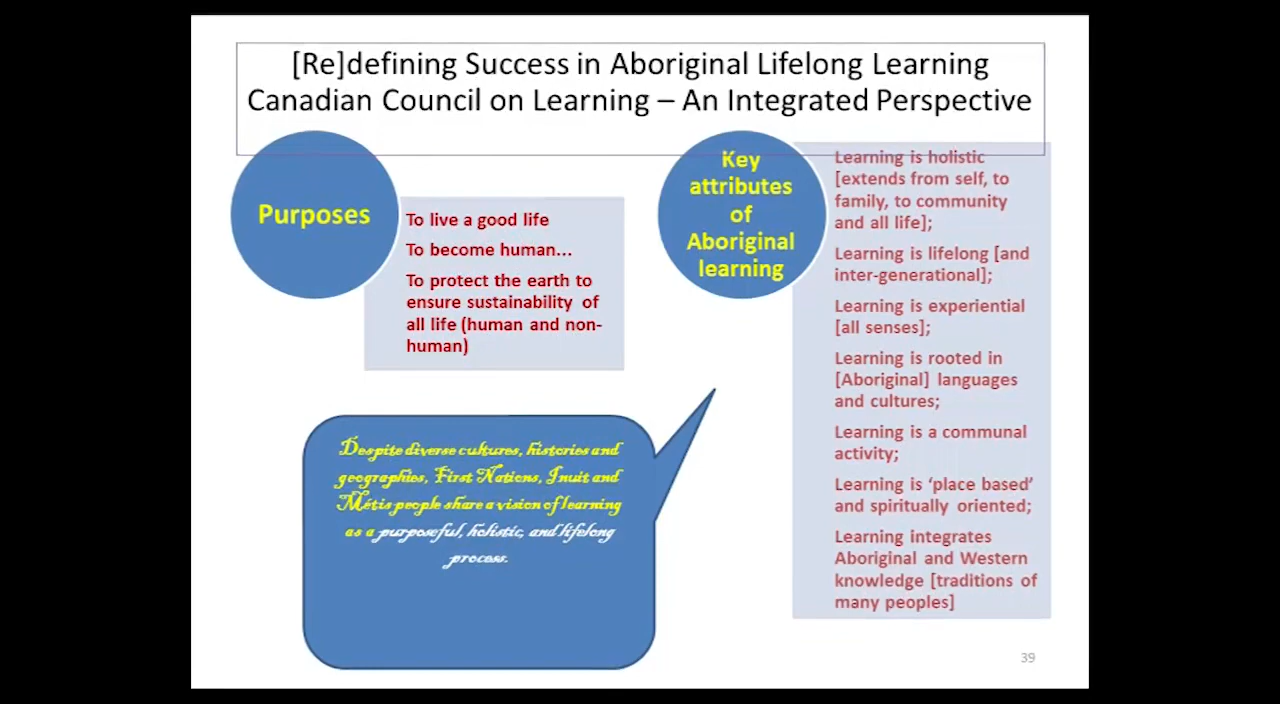 [Re]defining Success in Aboriginal Lifelong Learning
Canadian Council on Learning – An Integrated Perspective
Purposes
To live a good life
To become human...
To protect the earth to
ensure sustainability of
all life (human and non-
human)
Key
attributes
of
Aboriginal
learning
Learning is holistic
[extends from self, to
family, to community
and all life];
Learning is lifelong [and
inter-generational];
Learning is experiential
[all senses];
Learning is rooted in
[Aboriginal] languages
and cultures;
Learning is a communal
activity;
Learning is ‘place based’
and spiritually oriented;
Learning integrates
Aboriginal and Western
knowledge [traditions of
many peoples]
Despite diverse cultures, histories and
geographies, First Nations, Inuit and
Métis people share a vision of learning
as a purposeful, holistic, and lifelong
process.
39